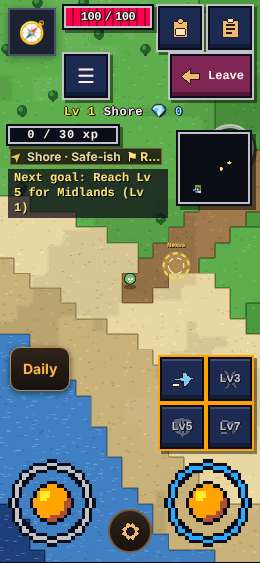 100/100
Leave
Lv 1 Shore 0
0 / 30 xp
Shore · Safe-ish R...
Next goal: Reach Lv
5 for Midlands (Lv
1)
Nexus
Daily
Lv3
Lv5
Lv7